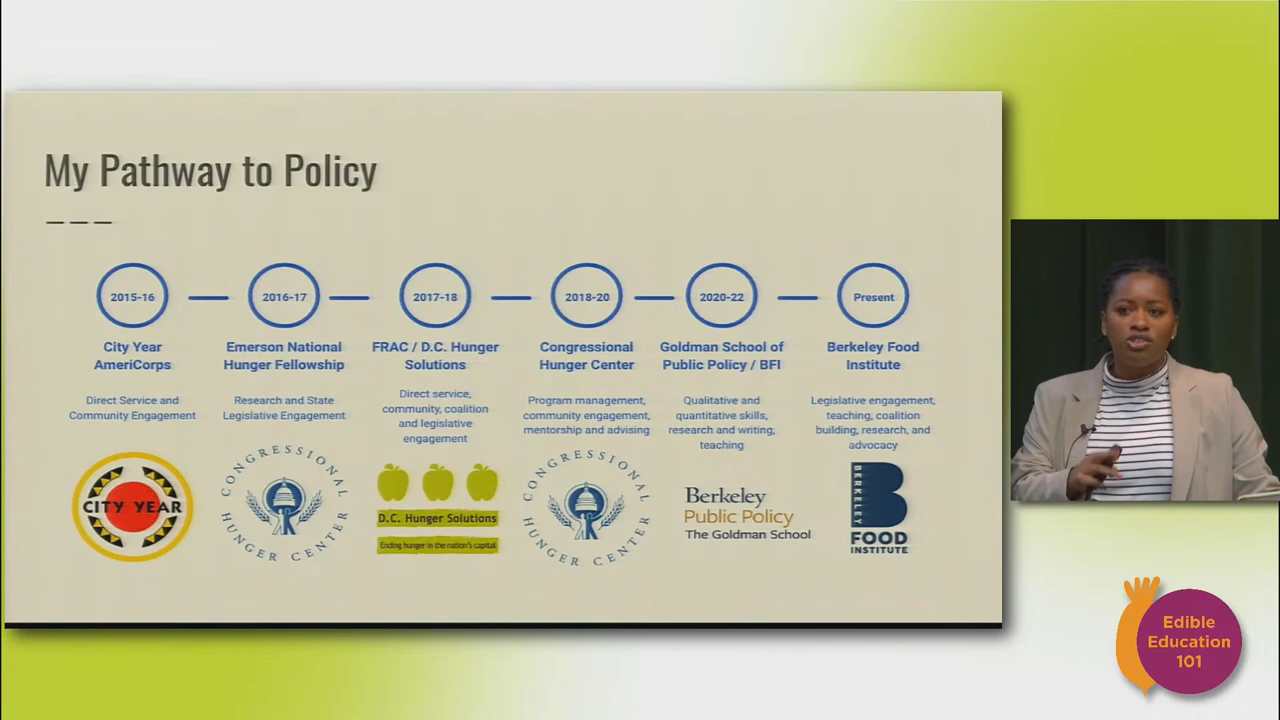 My Pathway to Policy
2015-16
2016-17
2017-18
2018-20
2020-22
Present
City Year
AmeriCorps
Emerson National
Hunger Fellowship
FRAC / D.C. Hunger
Solutions
Congressional
Hunger Center
Goldman School of
Public Policy / BFI
Berkeley Food
Institute
Direct Service and
Community Engagement
Research and State
Legislative Engagement
Direct service,
community, coalition
and legislative
engagement
Program management,
community engagement,
mentorship and advising
Qualitative and
quantitative skills,
research and writing,
teaching
Legislative engagement,
teaching, coalition
building, research, and
advocacy
CITY YEAR
CONGRESSIONAL
HUNGER CENTER
D.C. Hunger Solutions
Ending hunger in the nation's capital
CONGRESSIONAL
HUNGER CENTER
Berkeley
Public Policy
The Goldman School
BERKELEY
B
FOOD
INSTITUTE
Edible
Education
101